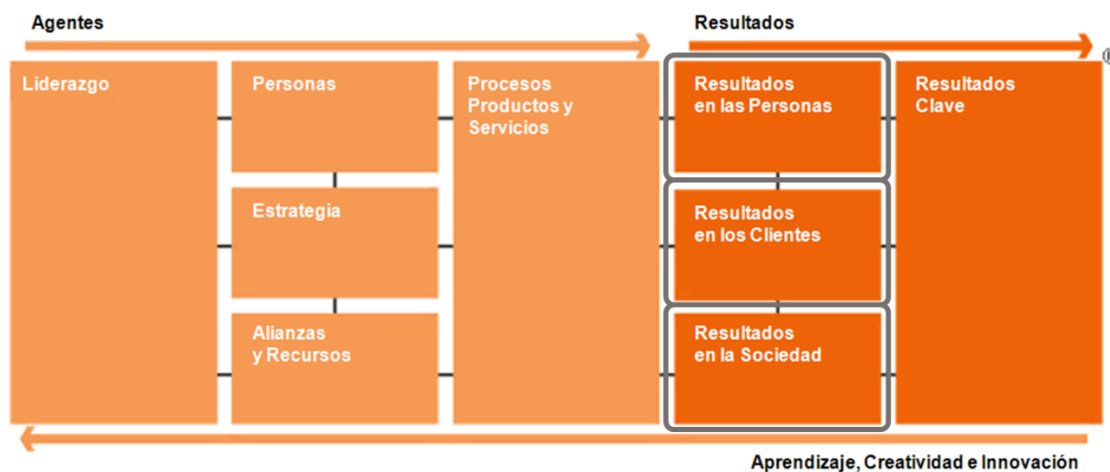 Agentes
Resultados
®
Liderazgo
Personas
Procesos
Productos y
Servicios
Resultados
en las Personas
Resultados
Clave
Estrategia
Resultados
en los Clientes
Alianzas
y Recursos
Resultados
en la Sociedad
Aprendizaje, Creatividad e Innovación